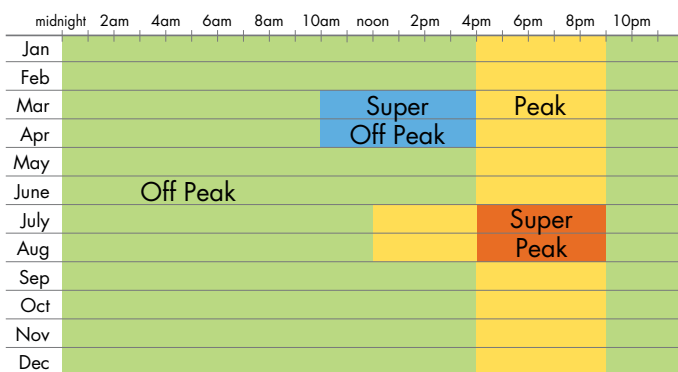 midnight 2am 4am 6am 8am 10am noon 2pm 4pm 6pm 8pm 10pm
Jan
Feb
Mar Super Peak
Apr Off Peak
May
June Off Peak
July Super
Aug Peak
Sep
Oct
Nov
Dec